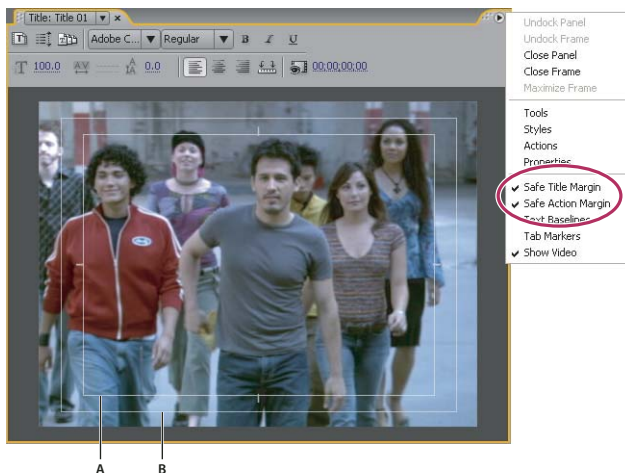 Title: Title 01
Adobe C... Regular B I U
T 100.0 AV 0.0 00;00;00;00
Undock Panel
Undock Frame
Close Panel
Close Frame
Maximize Frame
Tools
Styles
Actions
Properties
Safe Title Margin
Safe Action Margin
Text Baselines
Tab Markers
Show Video
A B